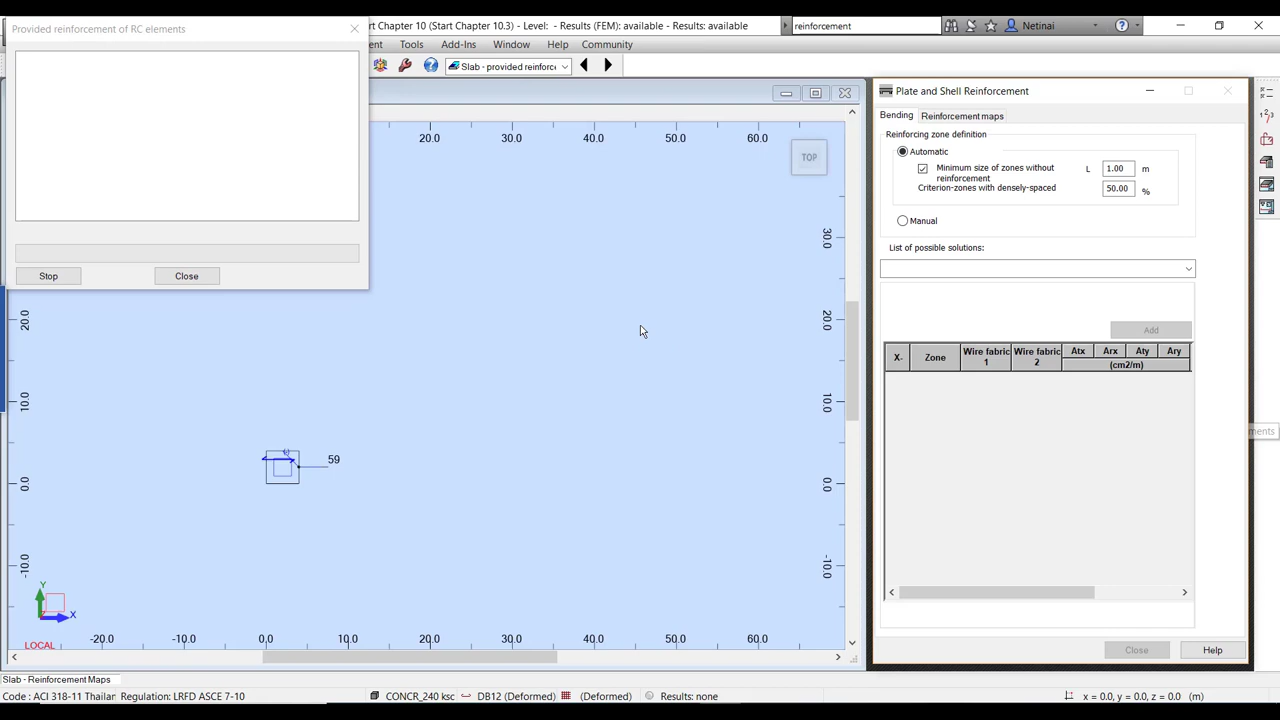 Provided reinforcement of RC elements
rt Chapter 10 (Start Chapter 10.3) - Level: - Results (FEM): available - Results: available
reinforcement
Netinai
ent Tools Add-Ins Window Help Community
Slab - provided reinforce
Stop Close
TOP
20.0 30.0 40.0 50.0 60.0
30.0
20.0 20.0
10.0 10.0
0.0 0.0
-10.0 -10.0
59
Y
X
LOCAL
-20.0 -10.0 0,0 10.0 20.0 30.0 40.0 50.0 60.0
Slab - Reinforcement Maps
Plate and Shell Reinforcement
Bending Reinforcement maps
Reinforcing zone definition
Automatic
Minimum size of zones without reinforcement L 1.00 m
Criterion-zones with densely-spaced 50.00 %
Manual
List of possible solutions:
Add
X- Zone Wire fabric 1 Wire fabric 2 Atx Arx Aty Ary
(cm2/m)
ments
Close Help
Code : ACI 318-11 Thailan Regulation: LRFD ASCE 7-10
CONCR_240 ksc DB12 (Deformed) (Deformed) Results: none
x = 0.0, y = 0.0, z = 0.0 (m)